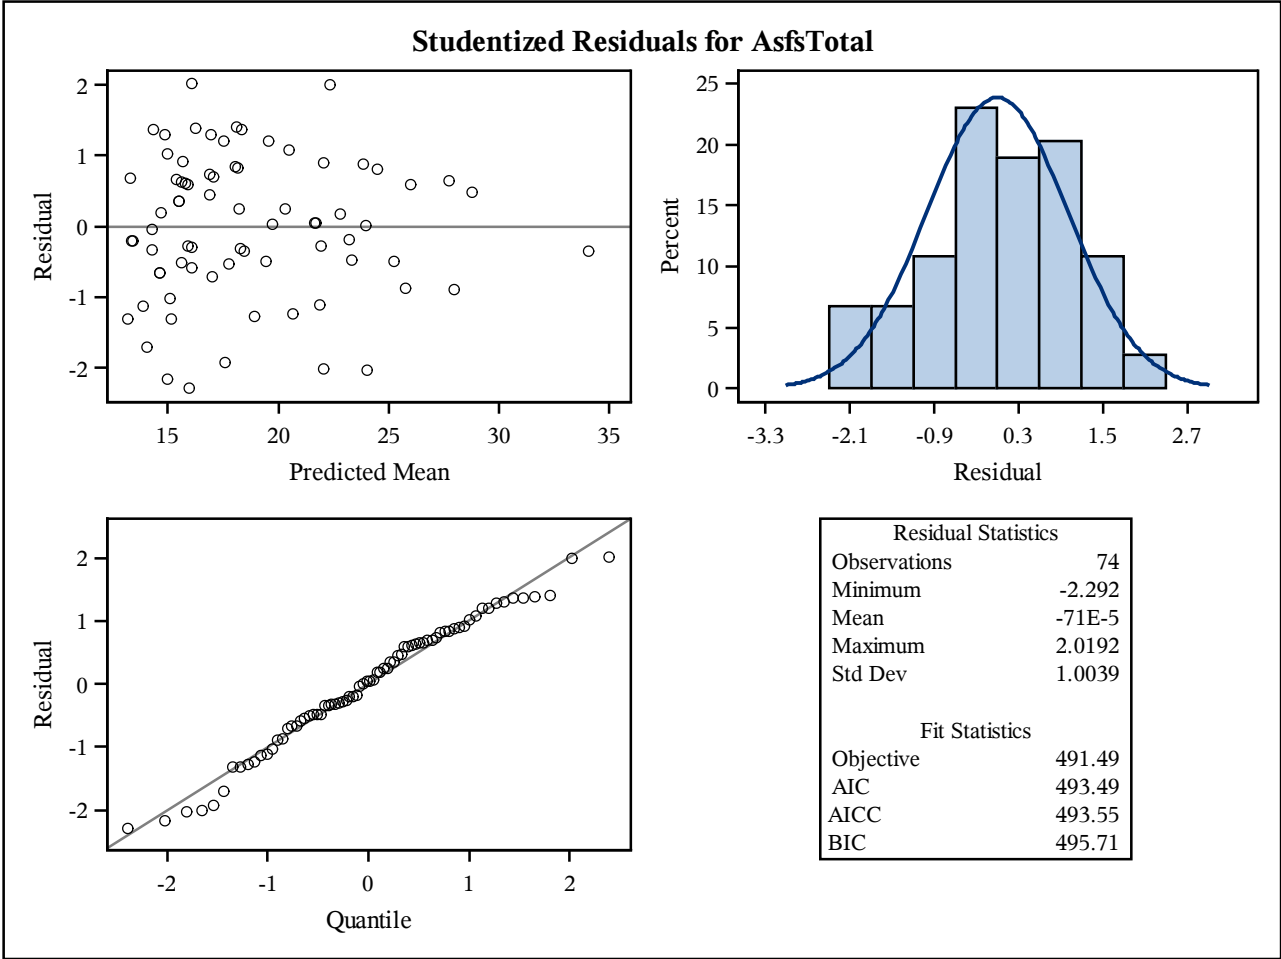 Studentized Residuals for AsfsTotal
2
1
0
-1
-2
Residual
15 20 25 30 35
Predicted Mean
25
20
15
10
5
0
Percent
-3.3 -2.1 -0.9 0.3 1.5 2.7
Residual
2
1
0
-1
-2
Residual
-2 -1 0 1 2
Quantile
Residual Statistics
Observations 74
Minimum -2.292
Mean -71E-5
Maximum 2.0192
Std Dev 1.0039
Fit Statistics
Objective 491.49
AIC 493.49
AICC 493.55
BIC 495.71